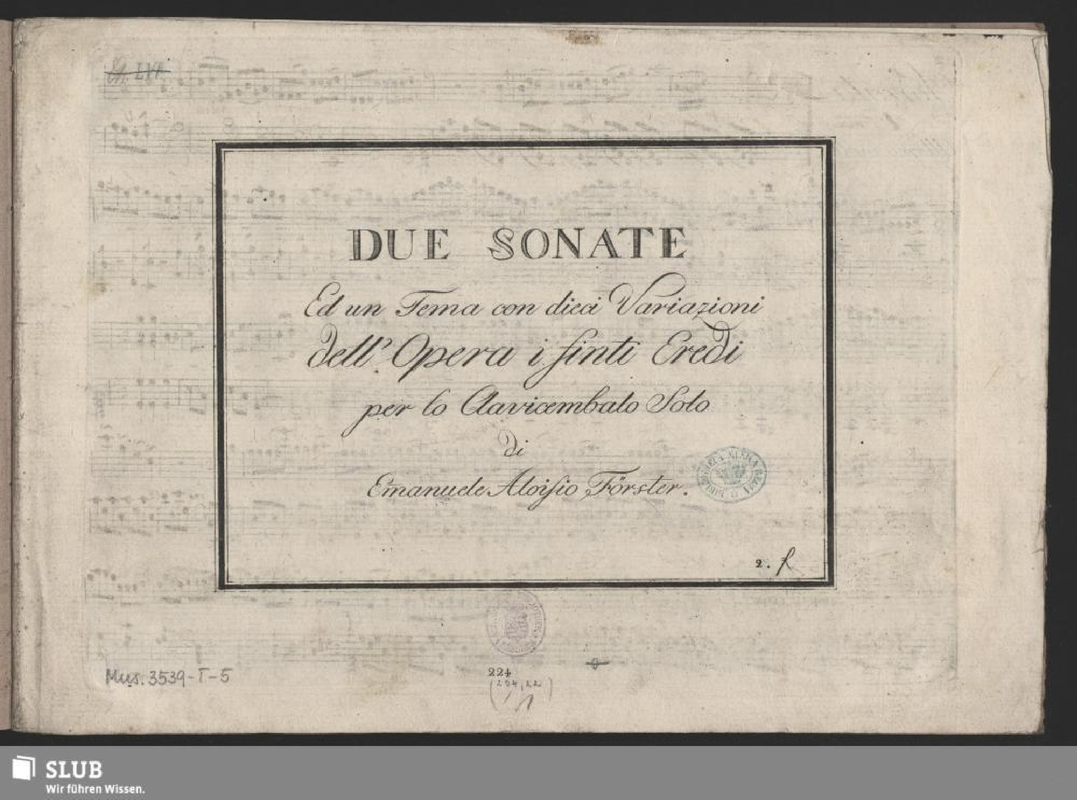 DUE SONATE
Ed un Tema con dieci Variazioni
dell'. Opera i finti Eredi
per lo Clavicembalo Solo
di
Emanuele Aloisio Förster.
2. f
Mus. 3539-T-5
224
SLUB
Wir führen Wissen.